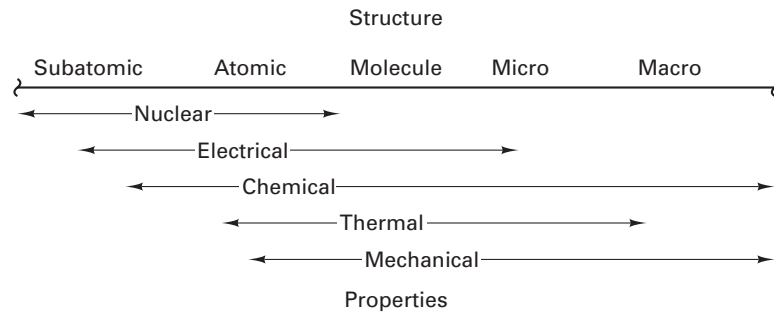 Structure
Subatomic Atomic Molecule Micro Macro
Nuclear
Electrical
Chemical
Thermal
Mechanical
Properties